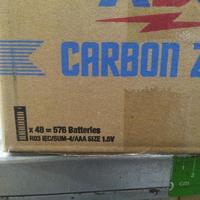 CARBON Z
x 48 = 576 Batteries
R03 IEC/SUM-4/AAA SIZE 1.5V